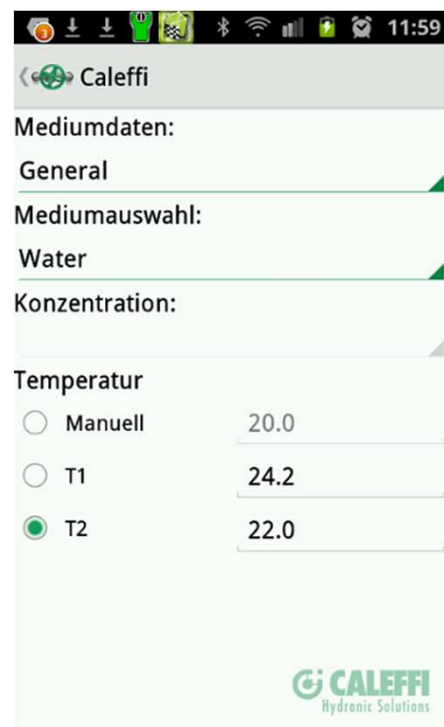 3
11:59
Caleffi
Mediumdaten:
General
Mediumauswahl:
Water
Konzentration:
Temperatur
Manuell 20.0
T1 24.2
T2 22.0
CALEFFI
Hydronic Solutions